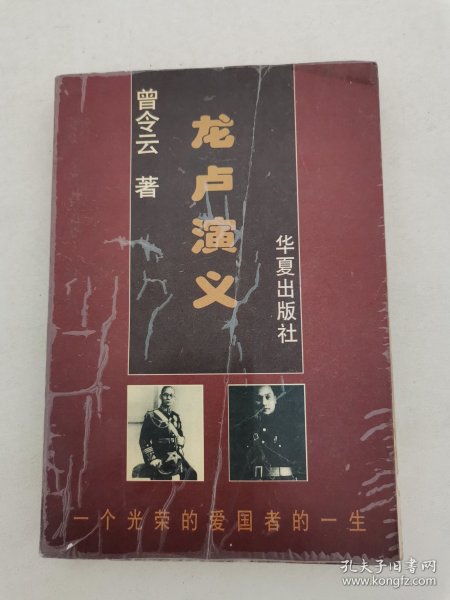 曾令云 著
龙卢演义
华夏出版社
一个光荣的爱国者的一生
孔夫子旧书网
www.kongfz.com